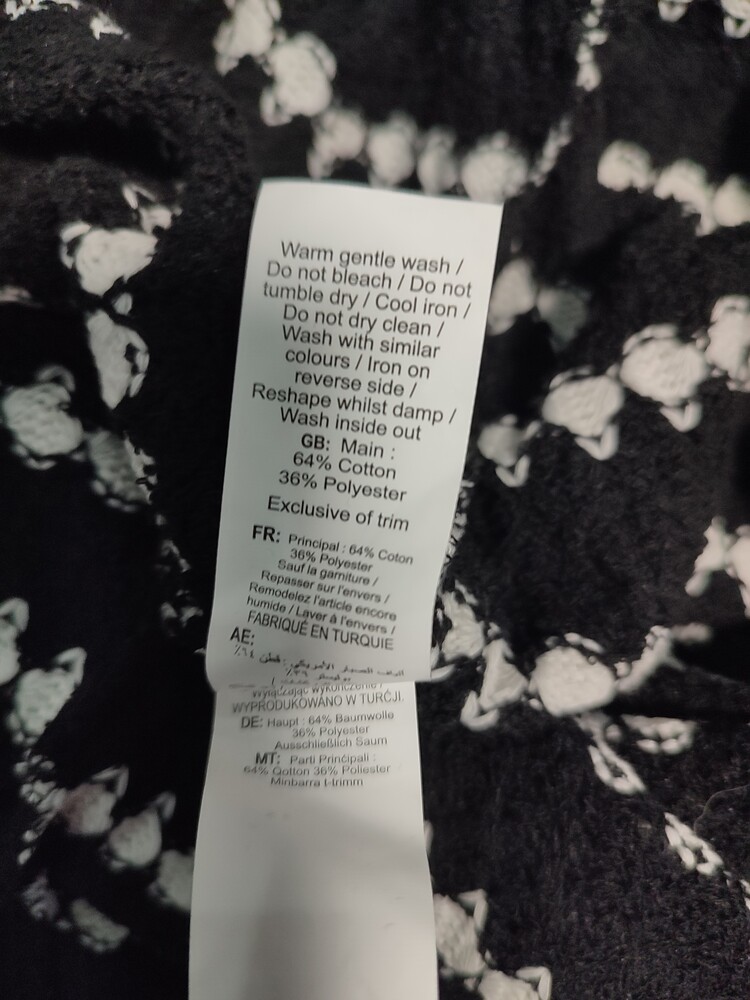 Warm gentle wash /
Do not bleach / Do not
tumble dry / Cool iron /
Do not dry clean /
Wash with similar
colours / Iron on
reverse side /
Reshape whilst damp /
Wash inside out
GB: Main :
64% Cotton
36% Polyester
Exclusive of trim
FR: Principal : 64% Coton
36% Polyester
Sauf la garniture /
Repasser sur l'envers /
Remodelez l'article encore
humide / Laver à l'envers /
FABRIQUÉ EN TURQUIE
AE:
wykończenie /
WYPRODUKOWANO W TURCJI.
DE: Haupt : 64% Baumwolle
36% Polyester
Ausschließlich Saum
MT: Parti Prinċipali :
64% Qotton 36% Poliester
Minbarra t-trimm